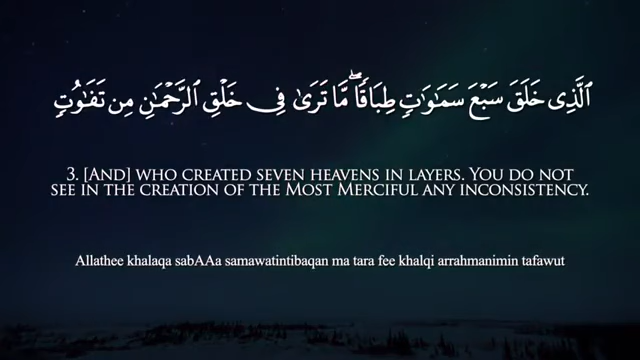 ٱلَّذِى خَلَقَ سَبْعَ سَمَـٰوَٰتٍ طِبَاقًا ۖ مَّا تَرَىٰ فِى خَلْقِ ٱلرَّحْمَـٰنِ مِن تَفَـٰوُتٍ
3. [And] who created seven heavens in layers. You do not
see in the creation of the Most Merciful any inconsistency.
Allathee khalaqa sabAAa samawatintibaqan ma tara fee khalqi arrahmanimin tafawut